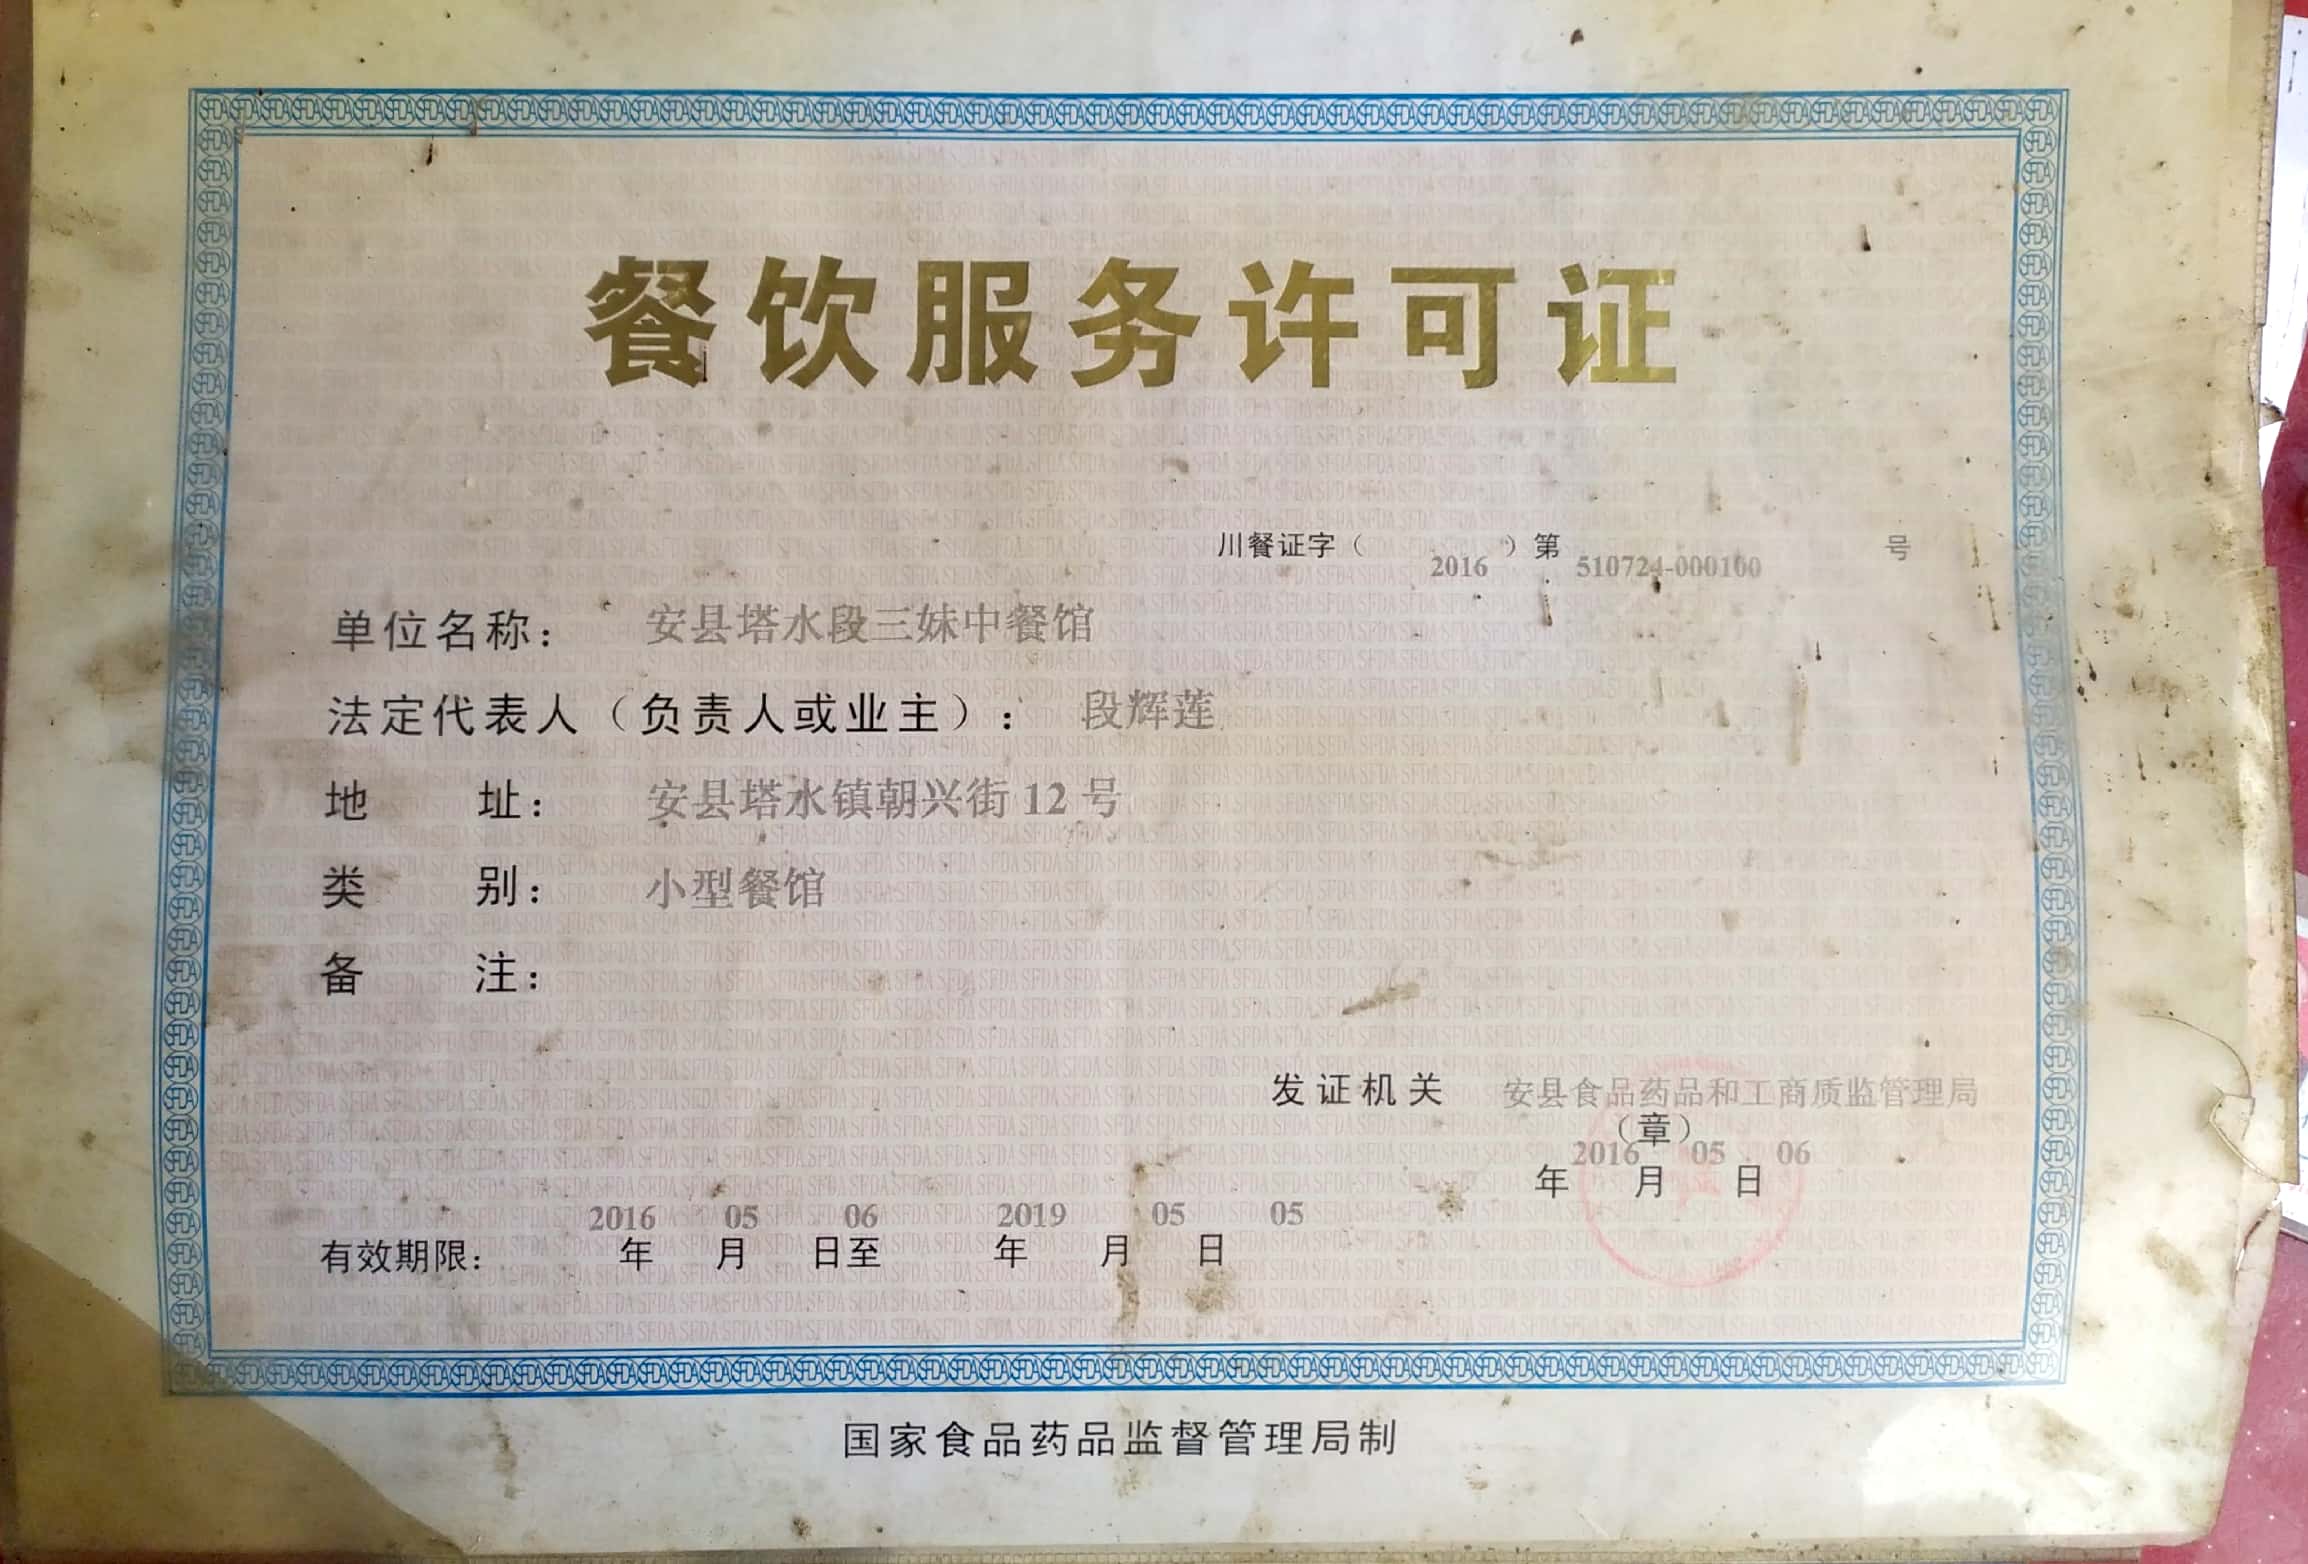 餐饮服务许可证
川餐证字（2016）第510724-000100号
单位名称：安县塔水段三妹中餐馆
法定代表人（负责人或业主）：段辉莲
地址：安县塔水镇朝兴街12号
类别：小型餐馆
备注：
发证机关 安县食品药品和工商质监管理局
（章）
2016年05月06日
有效期限：2016年05月06日至2019年05月05日
国家食品药品监督管理局制